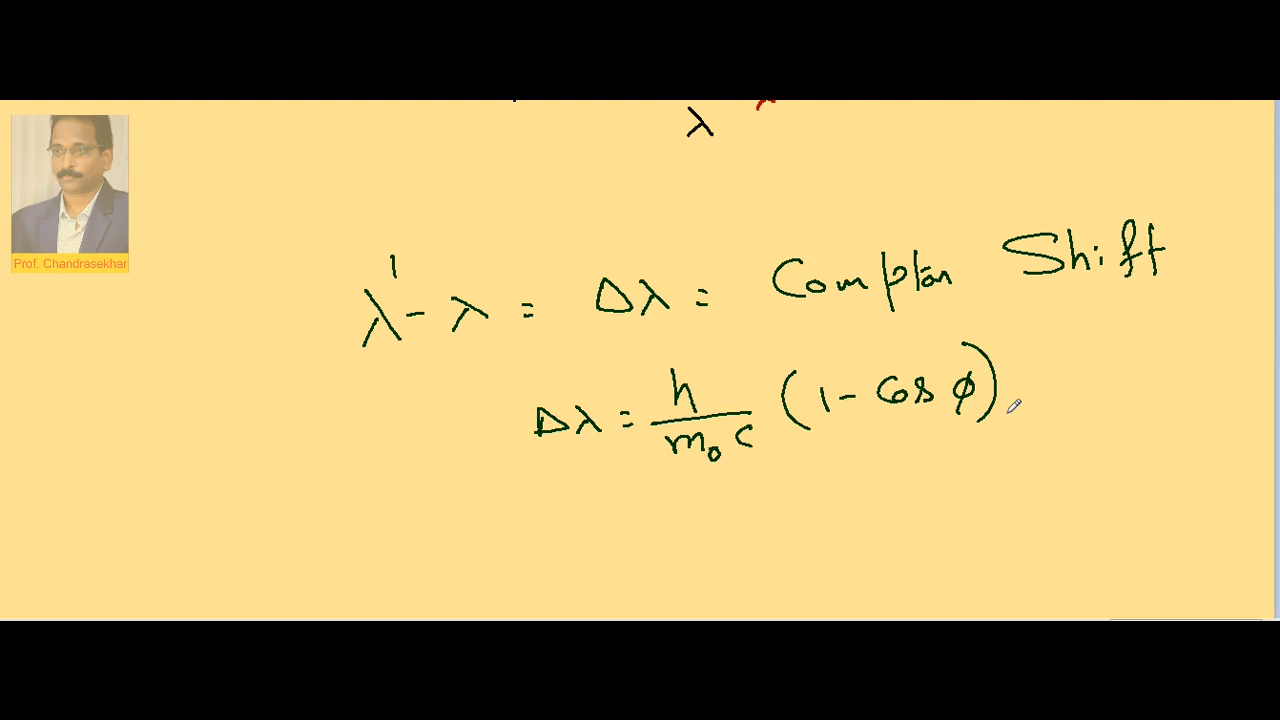 λ
Prof. Chandrasekhar
λ' - λ = Δλ = Compton Shift
Δλ = h/m₀c (1 - Cos φ)